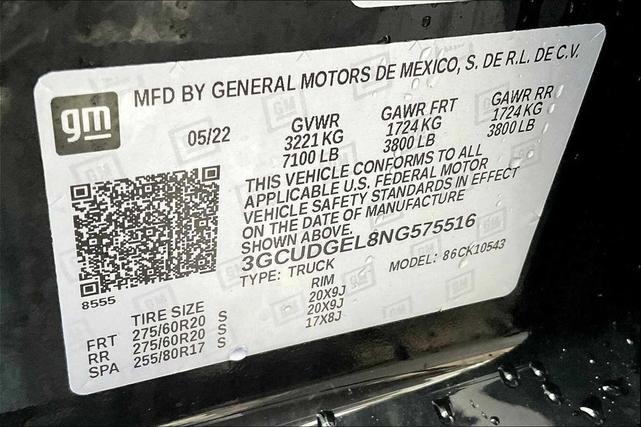 gm
MFD BY GENERAL MOTORS DE MEXICO, S. DE R.L. DE C.V.
05/22
GVWR GAWR FRT GAWR RR
3221 KG 1724 KG 1724 KG
7100 LB 3800 LB 3800 LB
THIS VEHICLE CONFORMS TO ALL
APPLICABLE U.S. FEDERAL MOTOR
VEHICLE SAFETY STANDARDS IN EFFECT
ON THE DATE OF MANUFACTURE
SHOWN ABOVE.
3GCUDGEL8NG575516
TYPE: TRUCK MODEL: 86CK10543
8555
TIRE SIZE RIM
FRT 275/60R20 S 20X9J
RR 275/60R20 S 20X9J
SPA 255/80R17 S 17X8J